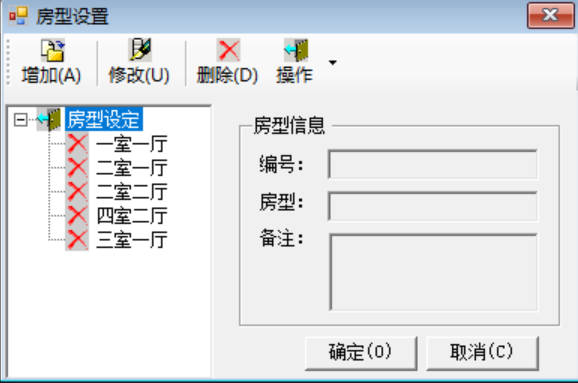 房型设置
增加(A) 修改(U) 删除(D) 操作
房型设定
一室一厅
二室一厅
二室二厅
四室二厅
三室一厅
房型信息
编号：
房型：
备注：
确定(O) 取消(C)